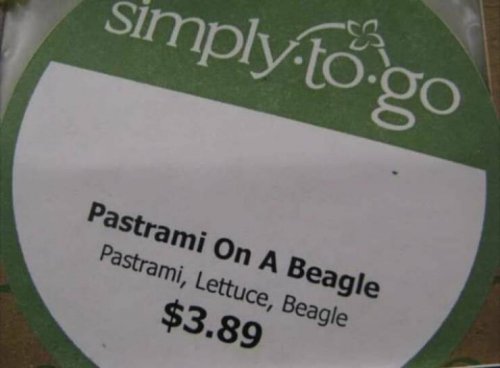 simply·to·go
Pastrami On A Beagle
Pastrami, Lettuce, Beagle
$3.89